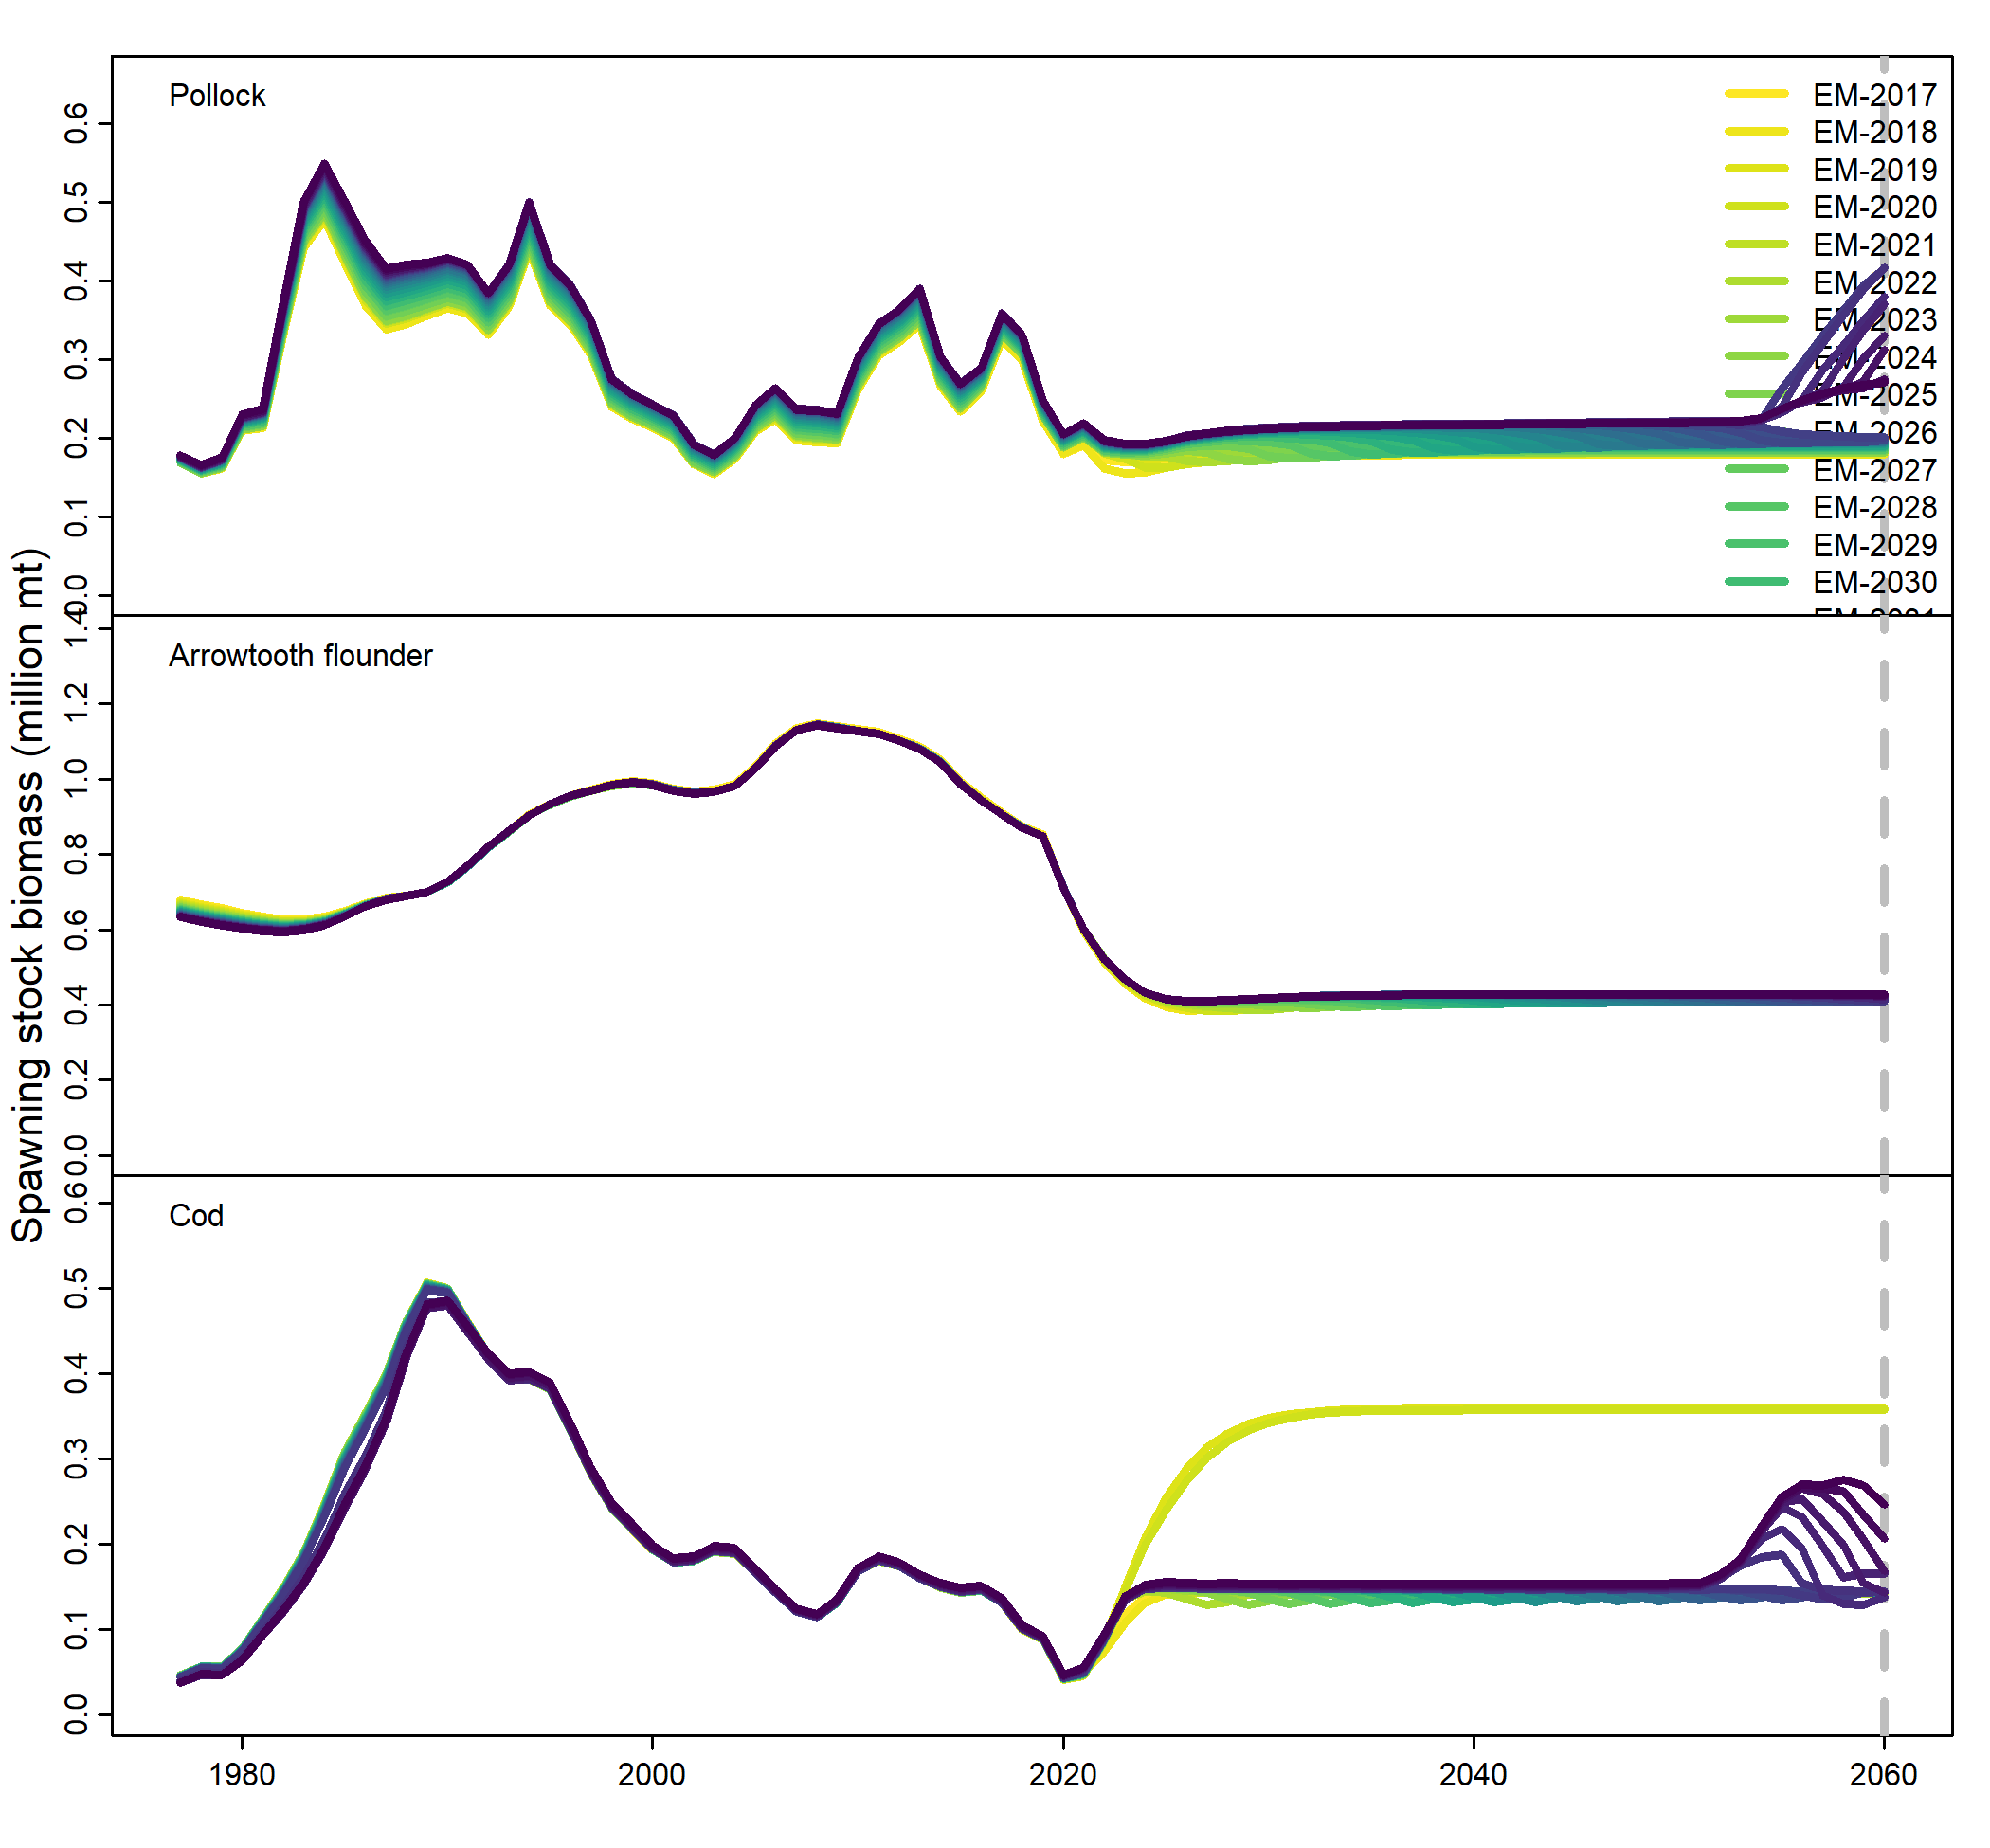 Spawning stock biomass (million mt)
Pollock
0.6
0.5
0.4
0.3
0.2
0.1
0.0
EM-2017
EM-2018
EM-2019
EM-2020
EM-2021
EM-2022
EM-2023
EM-2024
EM-2025
EM-2026
EM-2027
EM-2028
EM-2029
EM-2030
Arrowtooth flounder
1.4
1.2
1.0
0.8
0.6
0.4
0.2
0.0
Cod
0.6
0.5
0.4
0.3
0.2
0.1
0.0
1980 2000 2020 2040 2060